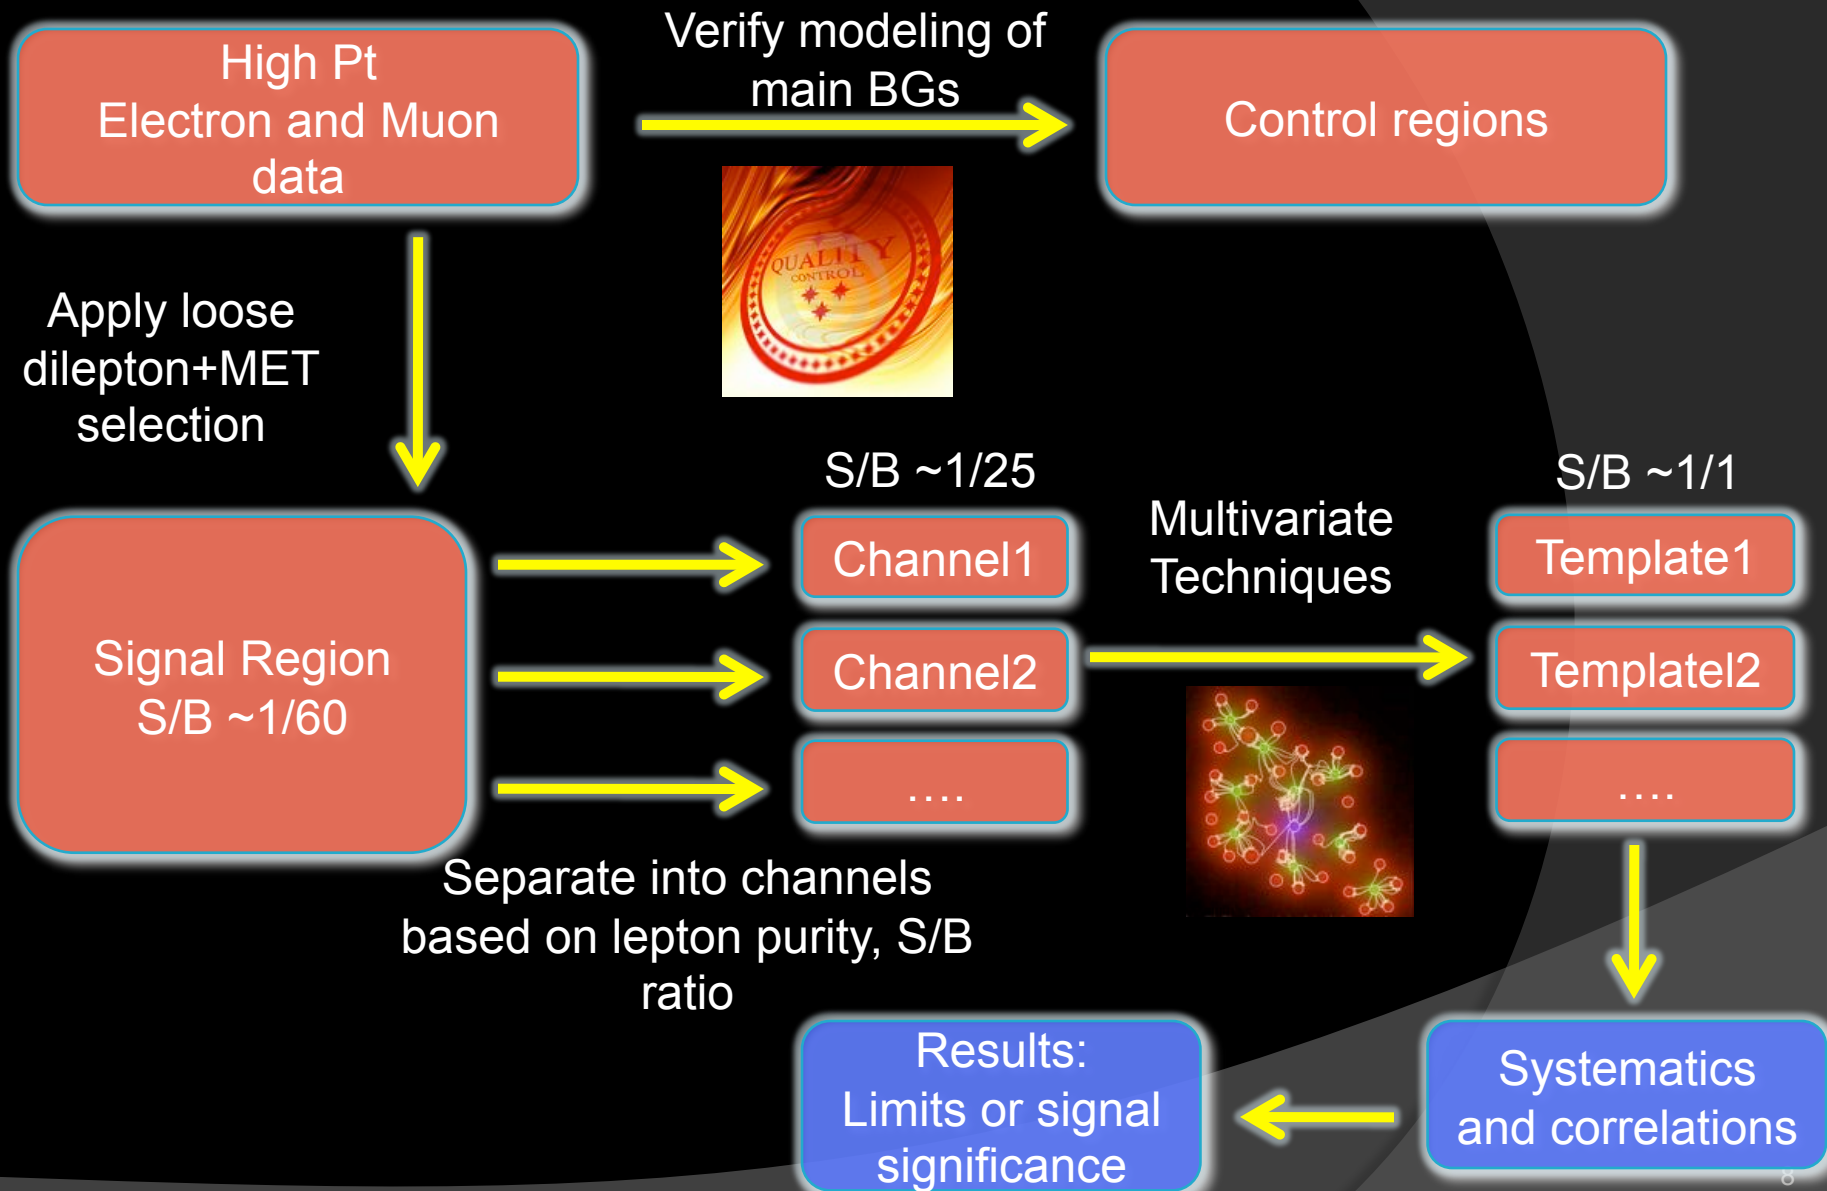 High Pt
Electron and Muon
data
Verify modeling of
main BGs
Control regions
QUALITY
CONTROL
Apply loose
dilepton+MET
selection
S/B ~1/25
S/B ~1/1
Channel1
Multivariate
Techniques
Template1
Signal Region
S/B ~1/60
Channel2
Templatel2
....
....
Separate into channels
based on lepton purity, S/B
ratio
Results:
Limits or signal
significance
Systematics
and correlations
8